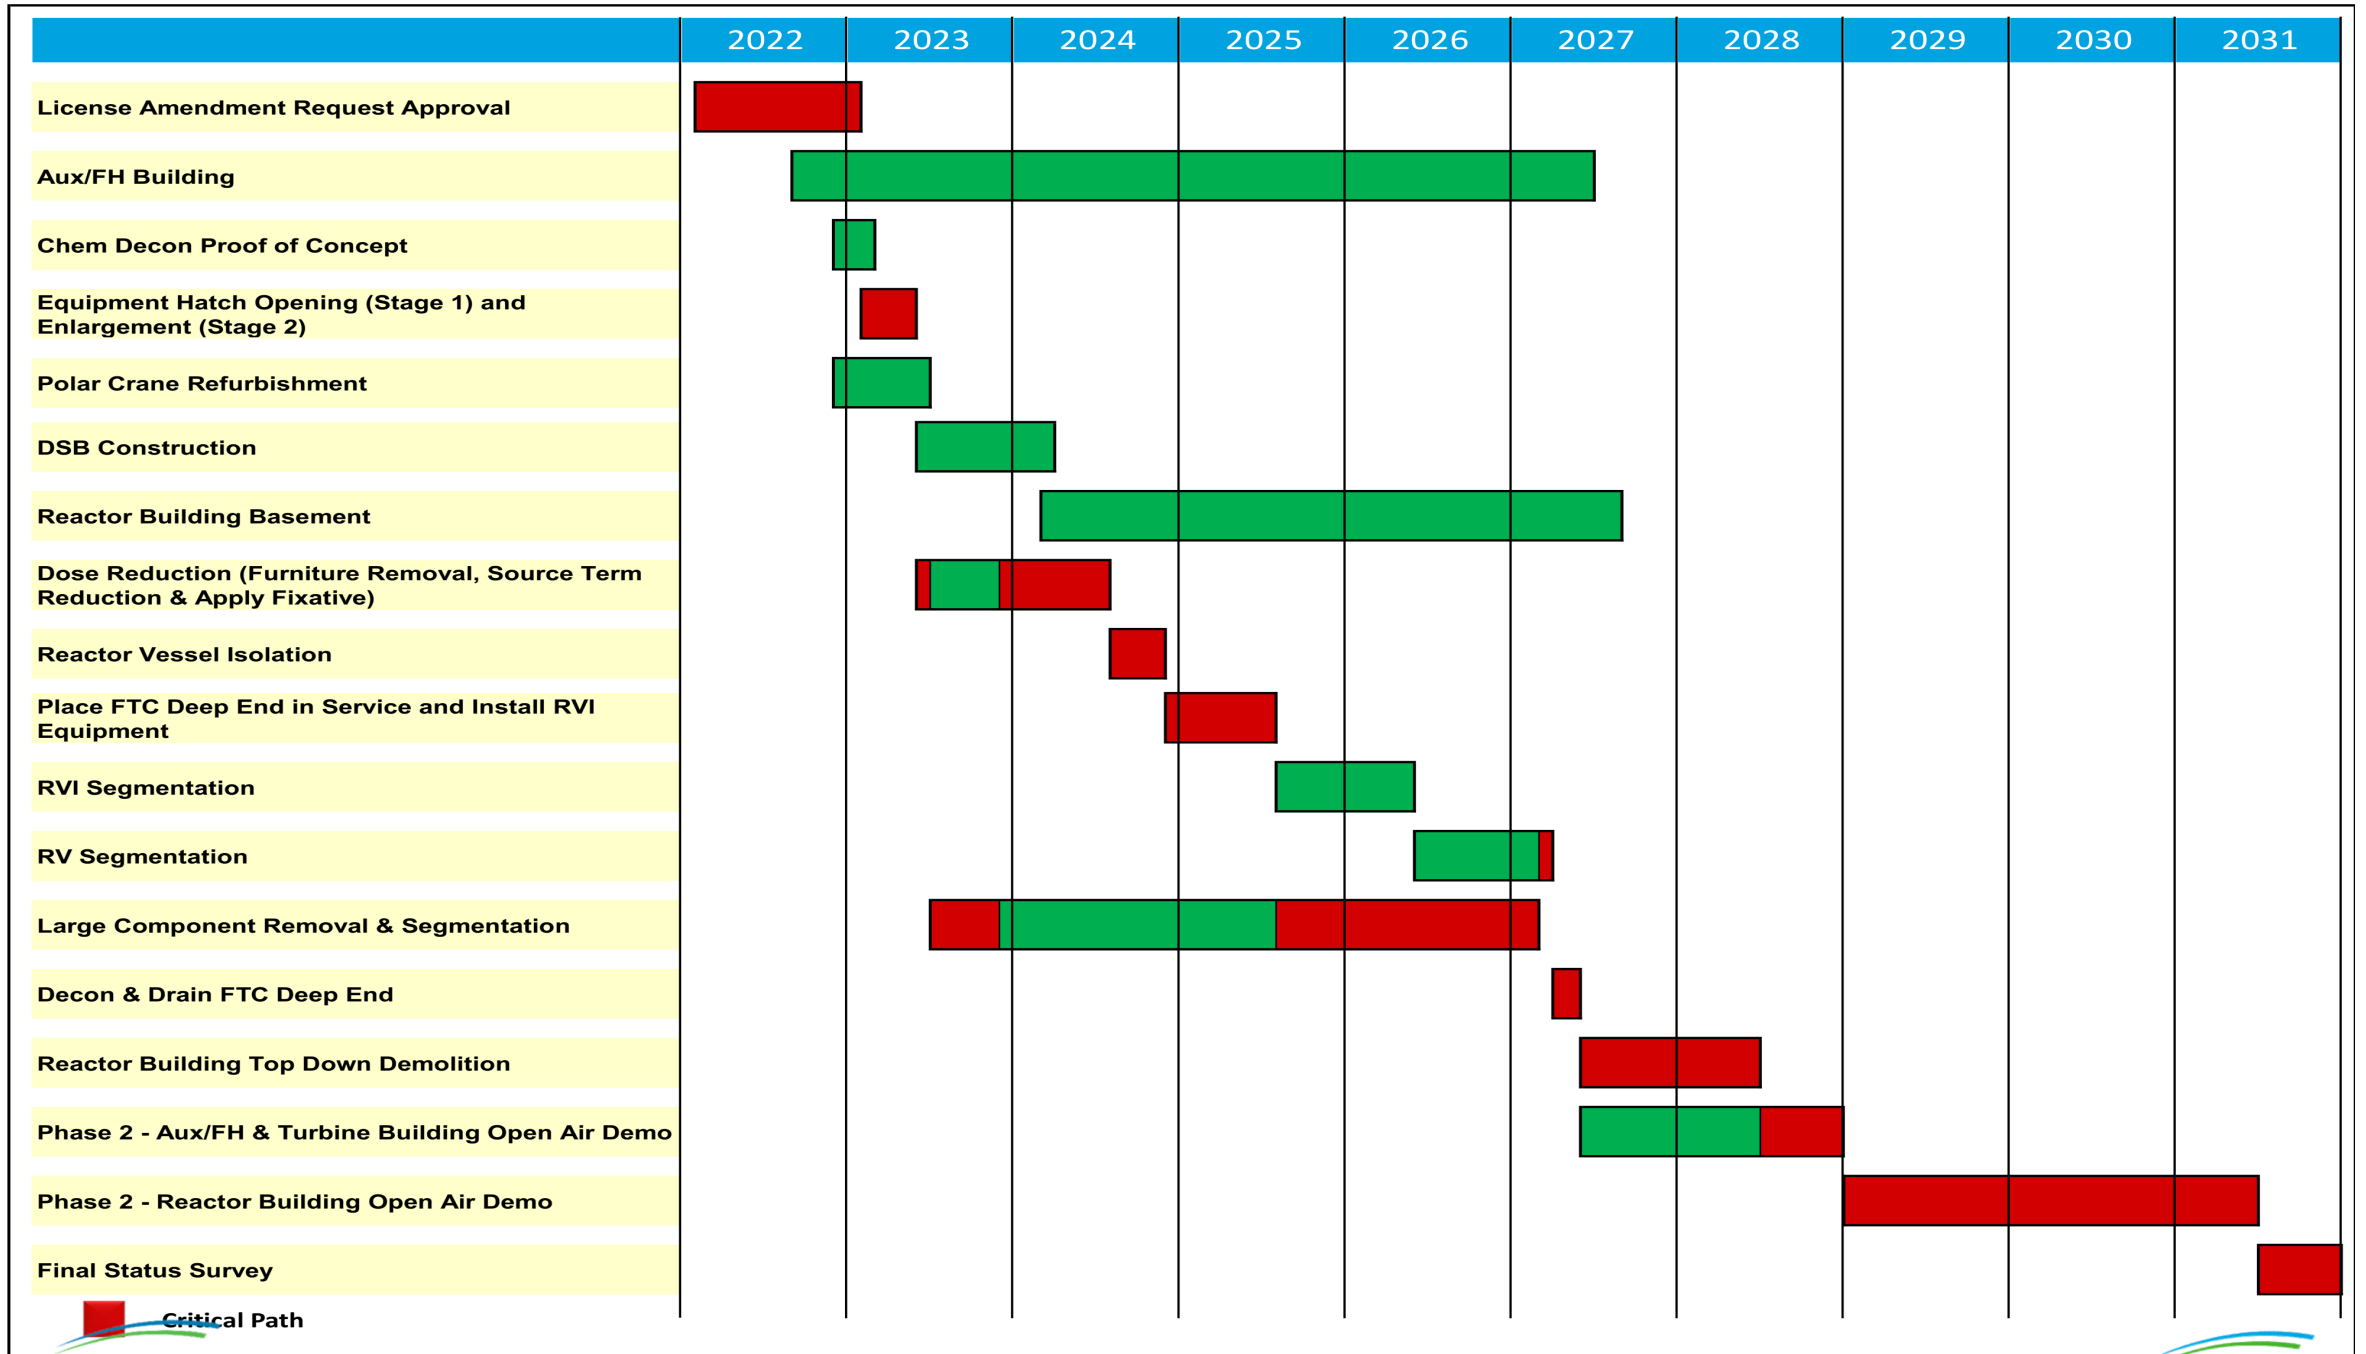 2022 2023 2024 2025 2026 2027 2028 2029 2030 2031
License Amendment Request Approval
Aux/FH Building
Chem Decon Proof of Concept
Equipment Hatch Opening (Stage 1) and
Enlargement (Stage 2)
Polar Crane Refurbishment
DSB Construction
Reactor Building Basement
Dose Reduction (Furniture Removal, Source Term
Reduction & Apply Fixative)
Reactor Vessel Isolation
Place FTC Deep End in Service and Install RVI
Equipment
RVI Segmentation
RV Segmentation
Large Component Removal & Segmentation
Decon & Drain FTC Deep End
Reactor Building Top Down Demolition
Phase 2 - Aux/FH & Turbine Building Open Air Demo
Phase 2 - Reactor Building Open Air Demo
Final Status Survey
Critical Path